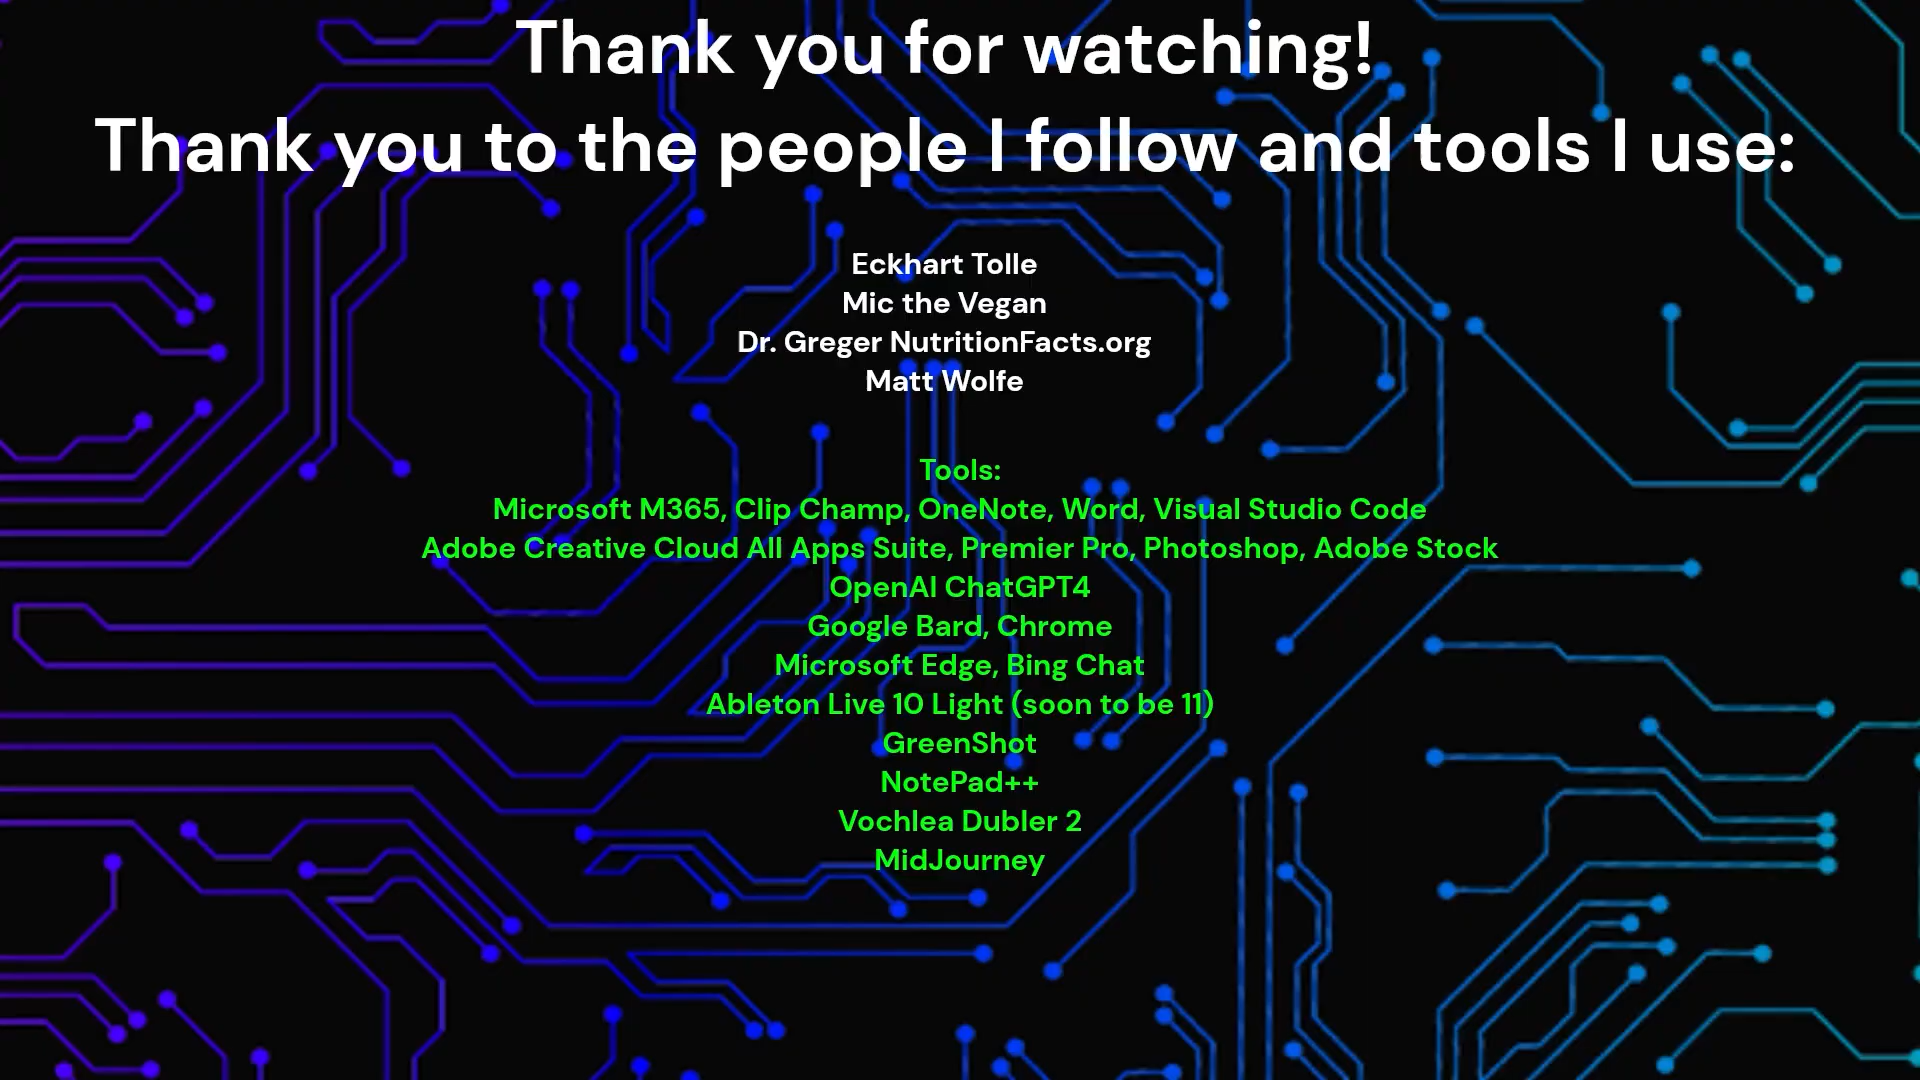 Thank you for watching!
Thank you to the people I follow and tools I use:
Eckhart Tolle
Mic the Vegan
Dr. Greger NutritionFacts.org
Matt Wolfe
Tools:
Microsoft M365, Clip Champ, OneNote, Word, Visual Studio Code
Adobe Creative Cloud All Apps Suite, Premier Pro, Photoshop, Adobe Stock
OpenAI ChatGPT4
Google Bard, Chrome
Microsoft Edge, Bing Chat
Ableton Live 10 Light (soon to be 11)
GreenShot
NotePad++
Vochlea Dubler 2
MidJourney